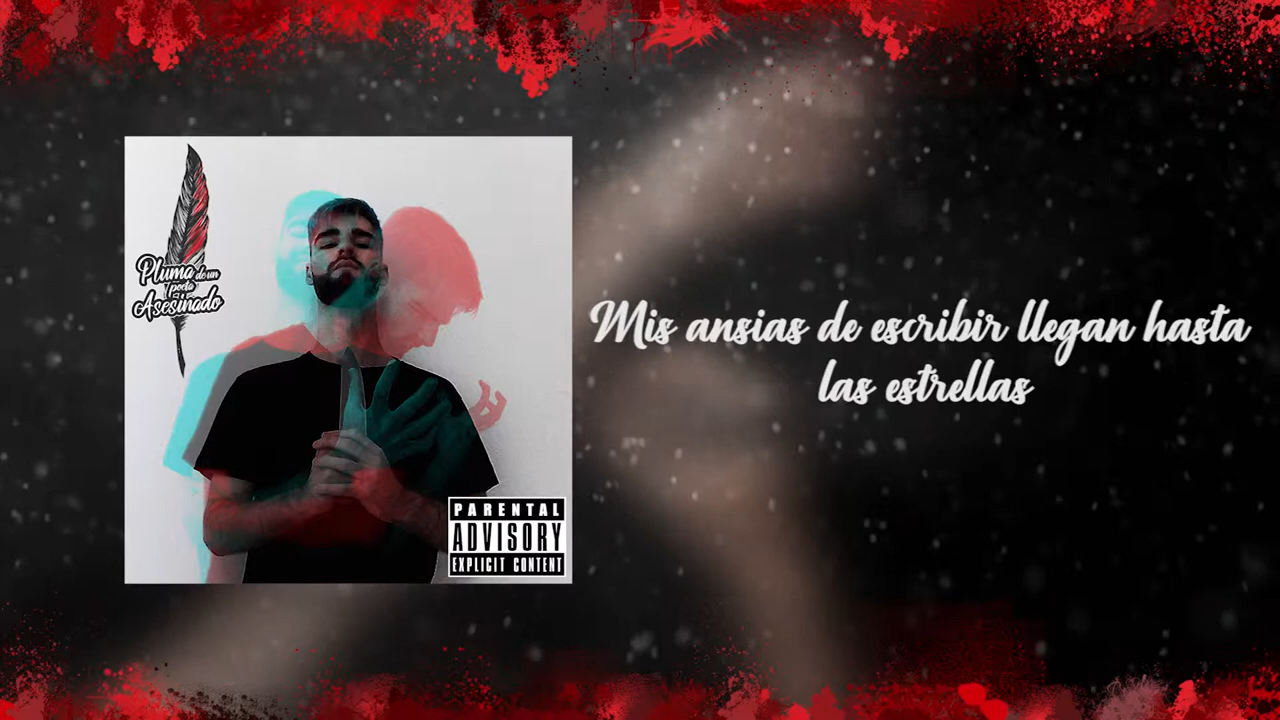 Pluma de un
poeta
Asesinado
Mis ansias de escribir llegan hasta
las estrellas
PARENTAL
ADVISORY
EXPLICIT CONTENT